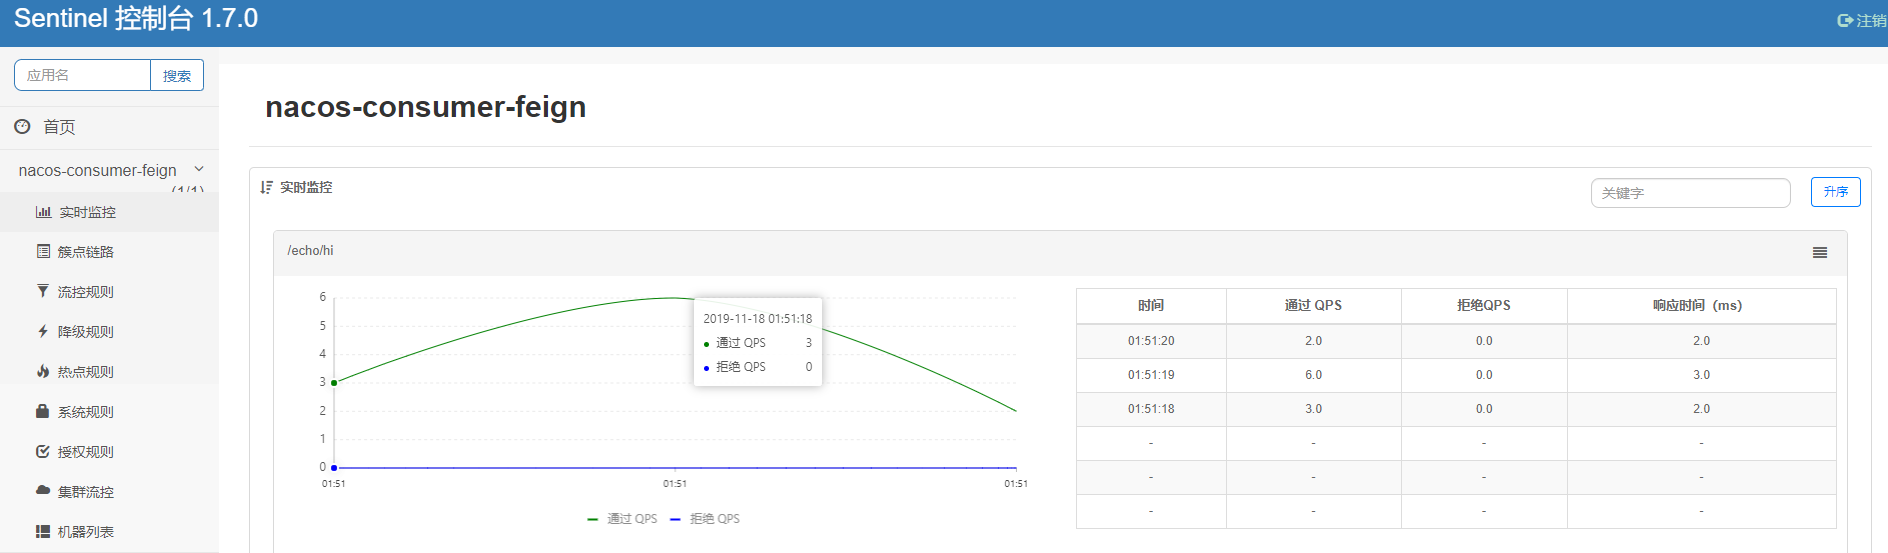 Sentinel 控制台 1.7.0
注销
应用名 搜索
首页
nacos-consumer-feign
(1/1)
实时监控
簇点链路
流控规则
降级规则
热点规则
系统规则
授权规则
集群流控
机器列表
nacos-consumer-feign
实时监控
关键字 升序
/echo/hi
6
5
4
3
2
1
0
01:51 01:51 01:51
2019-11-18 01:51:18
通过 QPS 3
拒绝 QPS 0
通过 QPS 拒绝 QPS
时间 通过 QPS 拒绝QPS 响应时间（ms）
01:51:20 2.0 0.0 2.0
01:51:19 6.0 0.0 3.0
01:51:18 3.0 0.0 2.0
- - - -
- - - -
- - - -